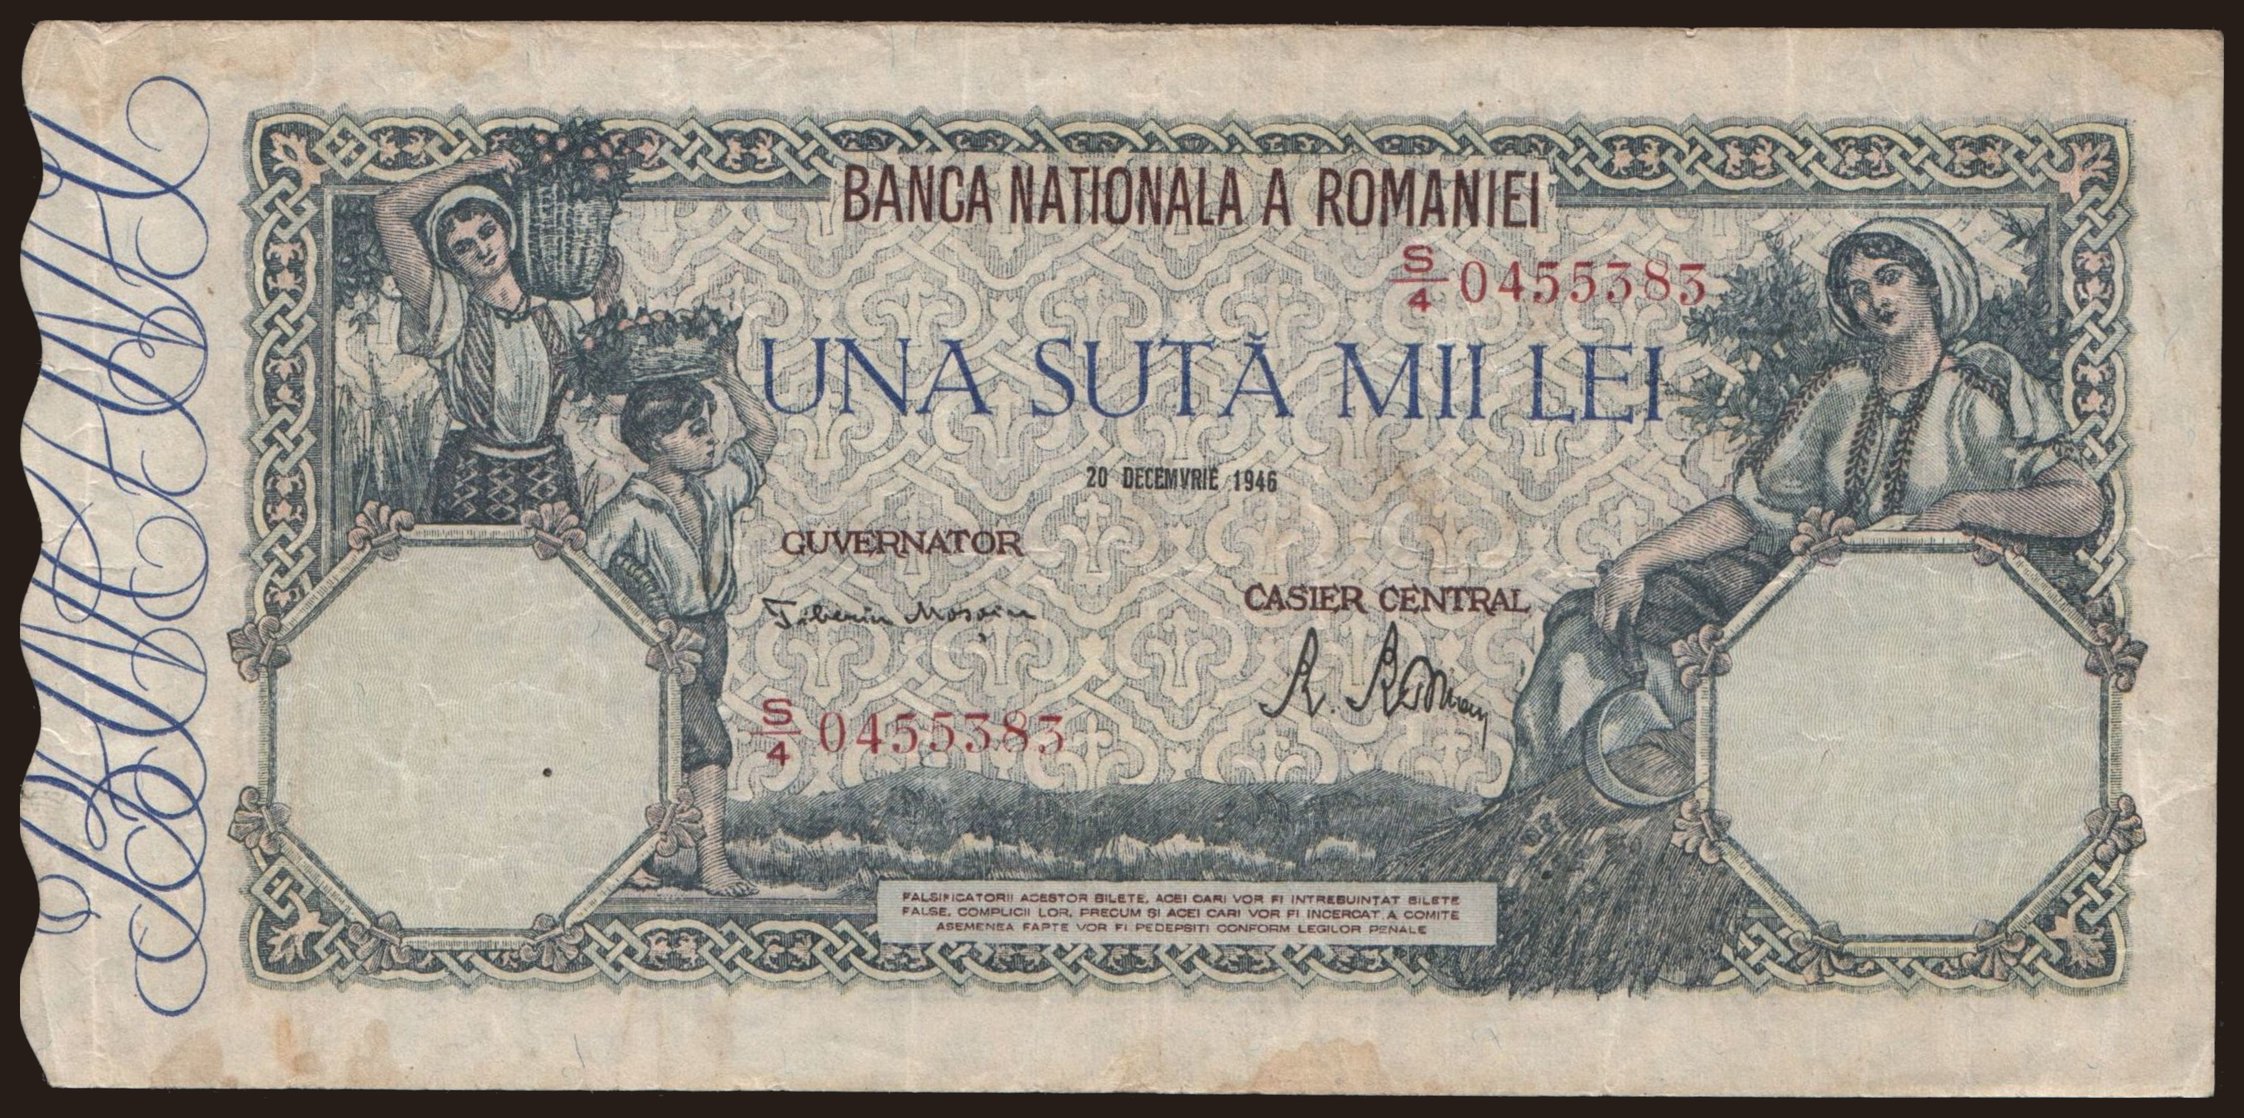 BANCA NATIONALA A ROMANIEI
S/4 0455383
UNA SUTĂ MII LEI
20 DECEMVRIE 1946
GUVERNATOR
CASIER CENTRAL
S/4 0455383
FALSIFICATORII ACESTOR BILETE, ACEI CARI VOR FI INTREBUINTAT BILETE
FALSE, COMPLICII LOR, PRECUM SI ACEI CARI VOR FI INCERCAT A COMITE
ASEMENEA FAPTE VOR FI PEDEPSITI CONFORM LEGILOR PENALE